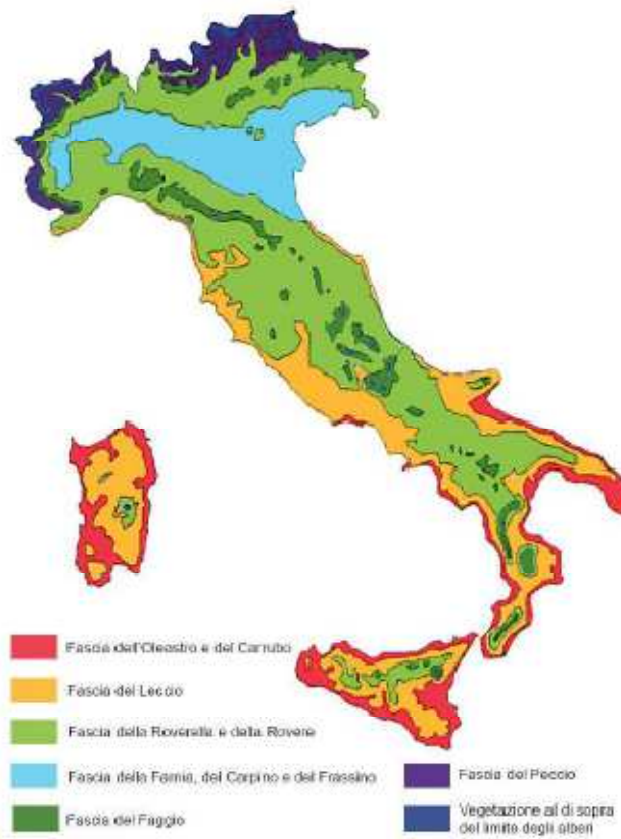 Fascia dell'Oleastro e del Carrubo
Fascia del Leccio
Fascia della Roverella e della Rovere
Fascia della Farnia, del Carpino e del Frassino
Fascia del Faggio
Fascia del Peccio
Vegetazione al di sopra
del limite degli alberi